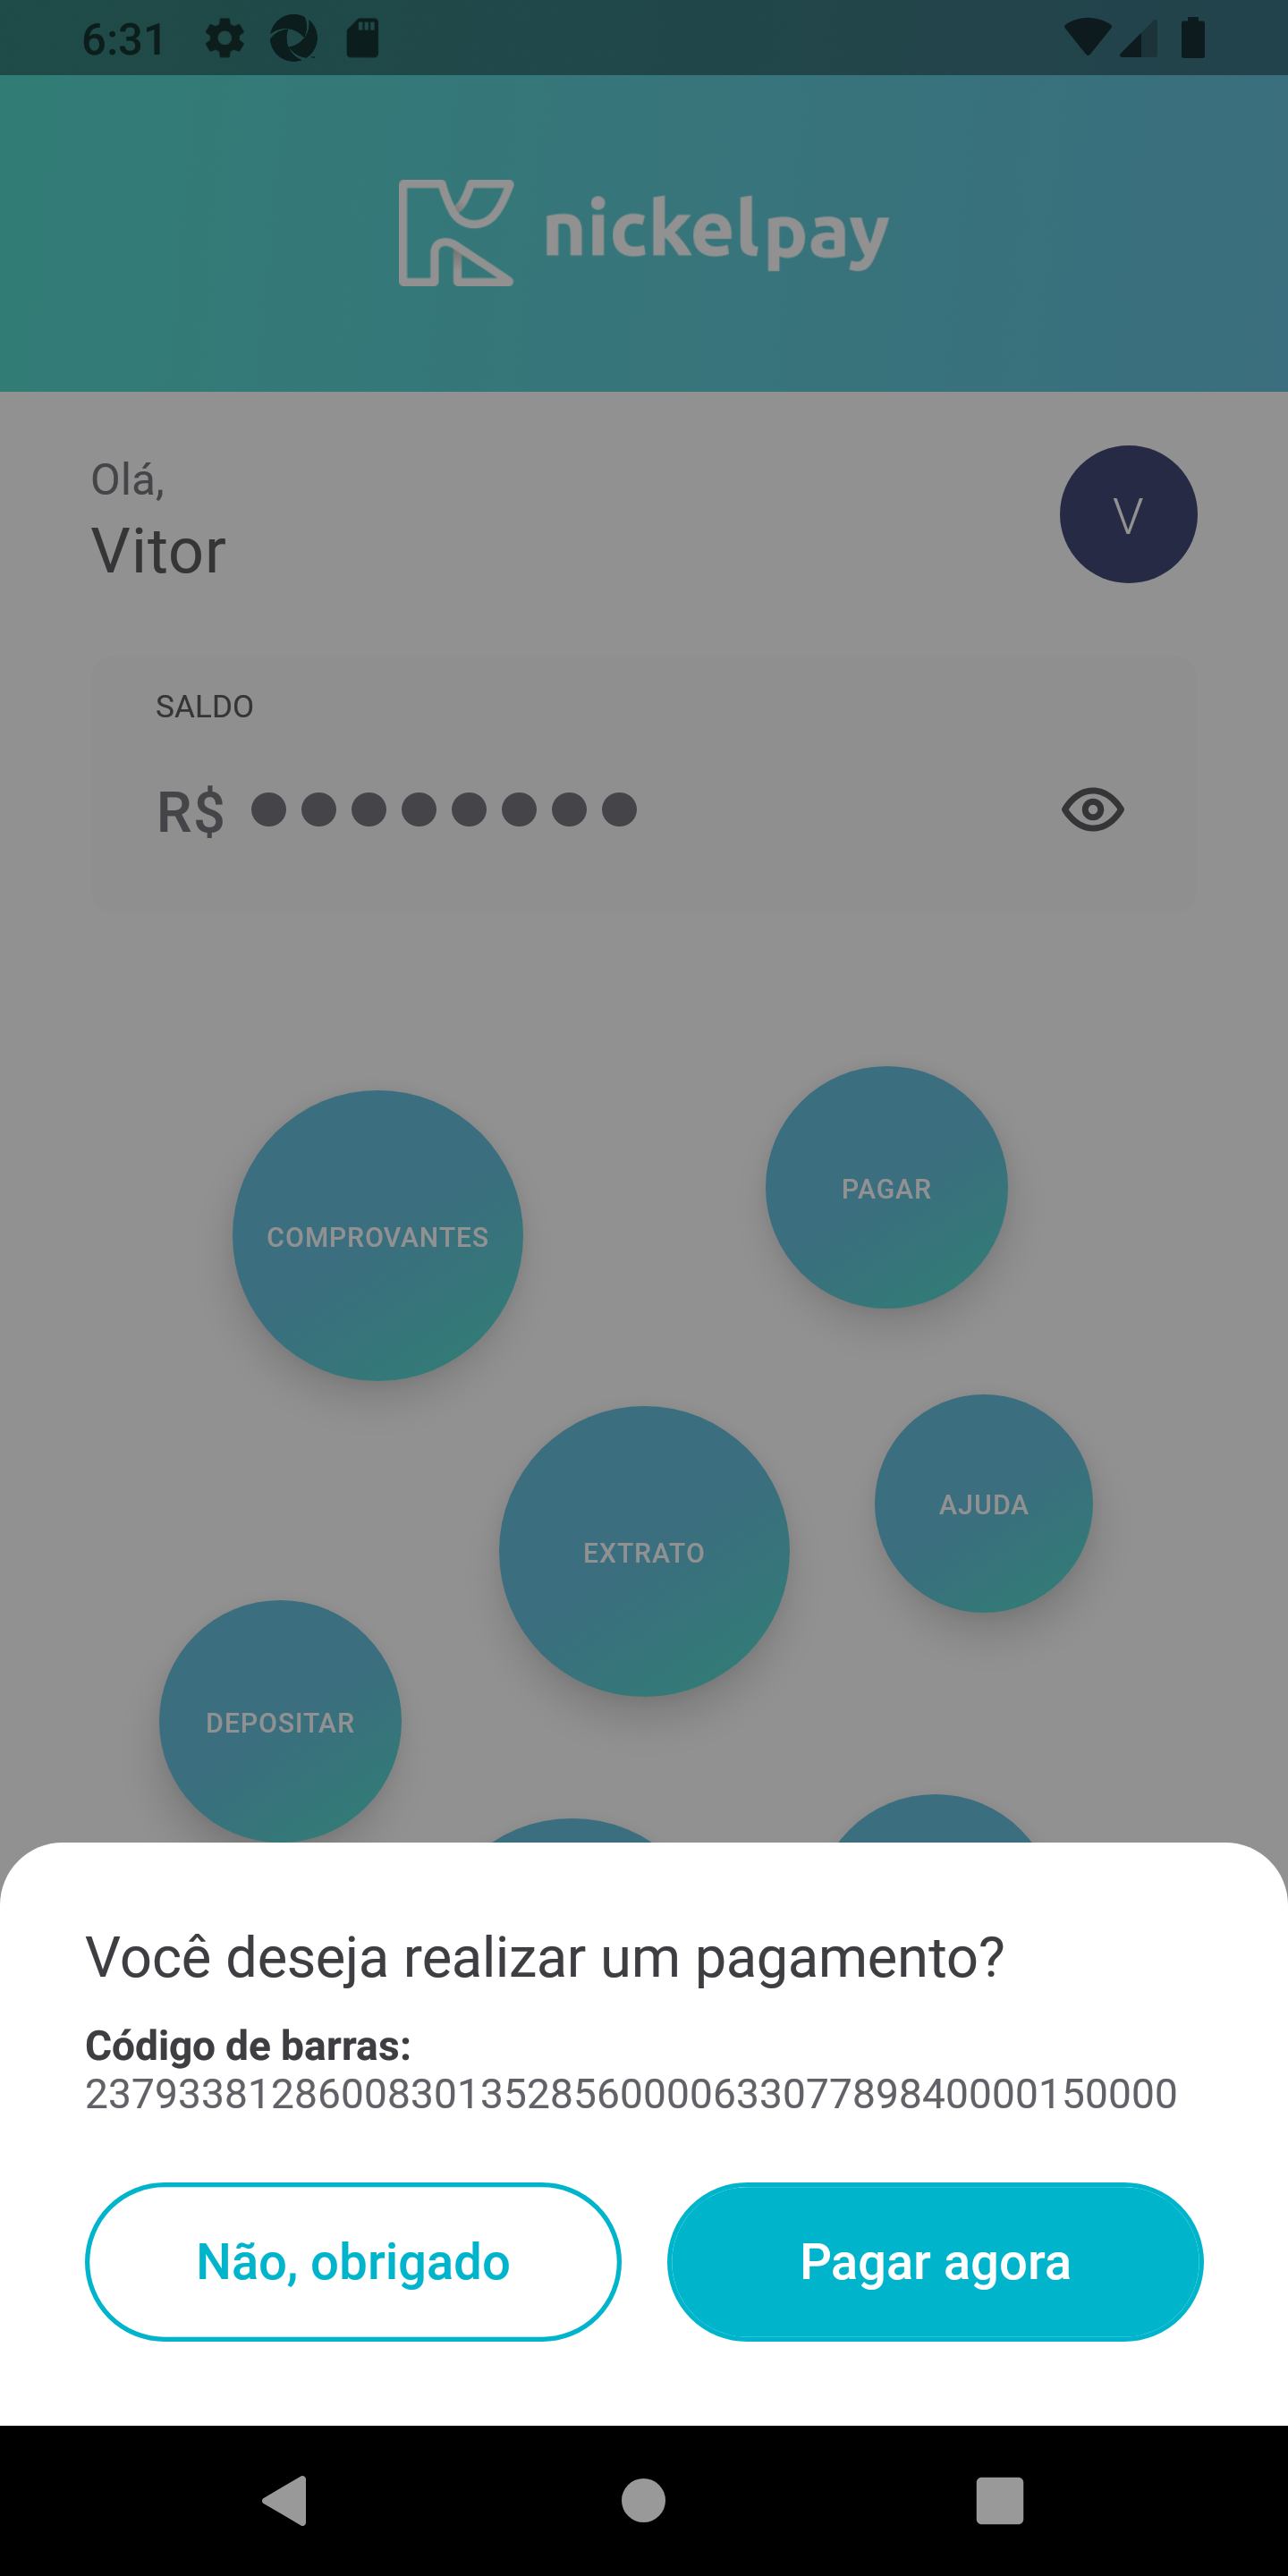 6:31
nickelpay
Olá,
Vitor
V
SALDO
R$
PAGAR
COMPROVANTES
AJUDA
EXTRATO
DEPOSITAR
Você deseja realizar um pagamento?
Código de barras:
23793381286008301352856000063307789840000150000
Não, obrigado
Pagar agora